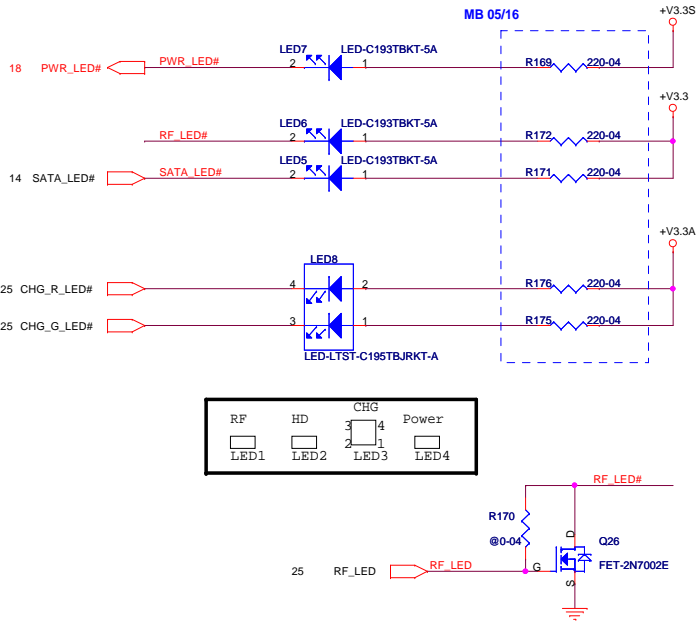 MB 05/16
+V3.3S
LED7 LED-C193TBKT-5A
18 PWR_LED# PWR_LED# 2 1 R169 220-04
+V3.3
LED6 LED-C193TBKT-5A
RF_LED# 2 1 R172 220-04
LED5 LED-C193TBKT-5A
14 SATA_LED# SATA_LED# 2 1 R171 220-04
+V3.3A
LED8
25 CHG_R_LED# 4 2 R176 220-04
25 CHG_G_LED# 3 1 R175 220-04
LED-LTST-C195TBJRKT-A
RF HD CHG Power
3 4
2 1
LED1 LED2 LED3 LED4
RF_LED#
R170
@0-04
D
Q26
FET-2N7002E
25 RF_LED RF_LED G
S